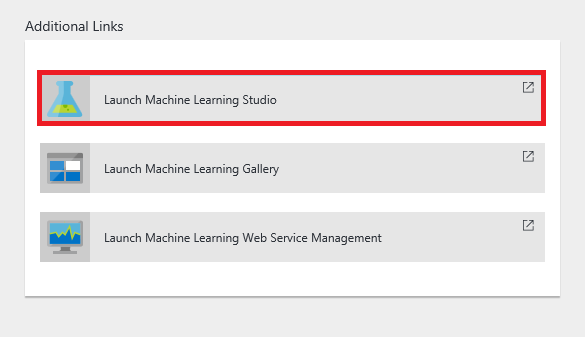 Additional Links
Launch Machine Learning Studio
Launch Machine Learning Gallery
Launch Machine Learning Web Service Management